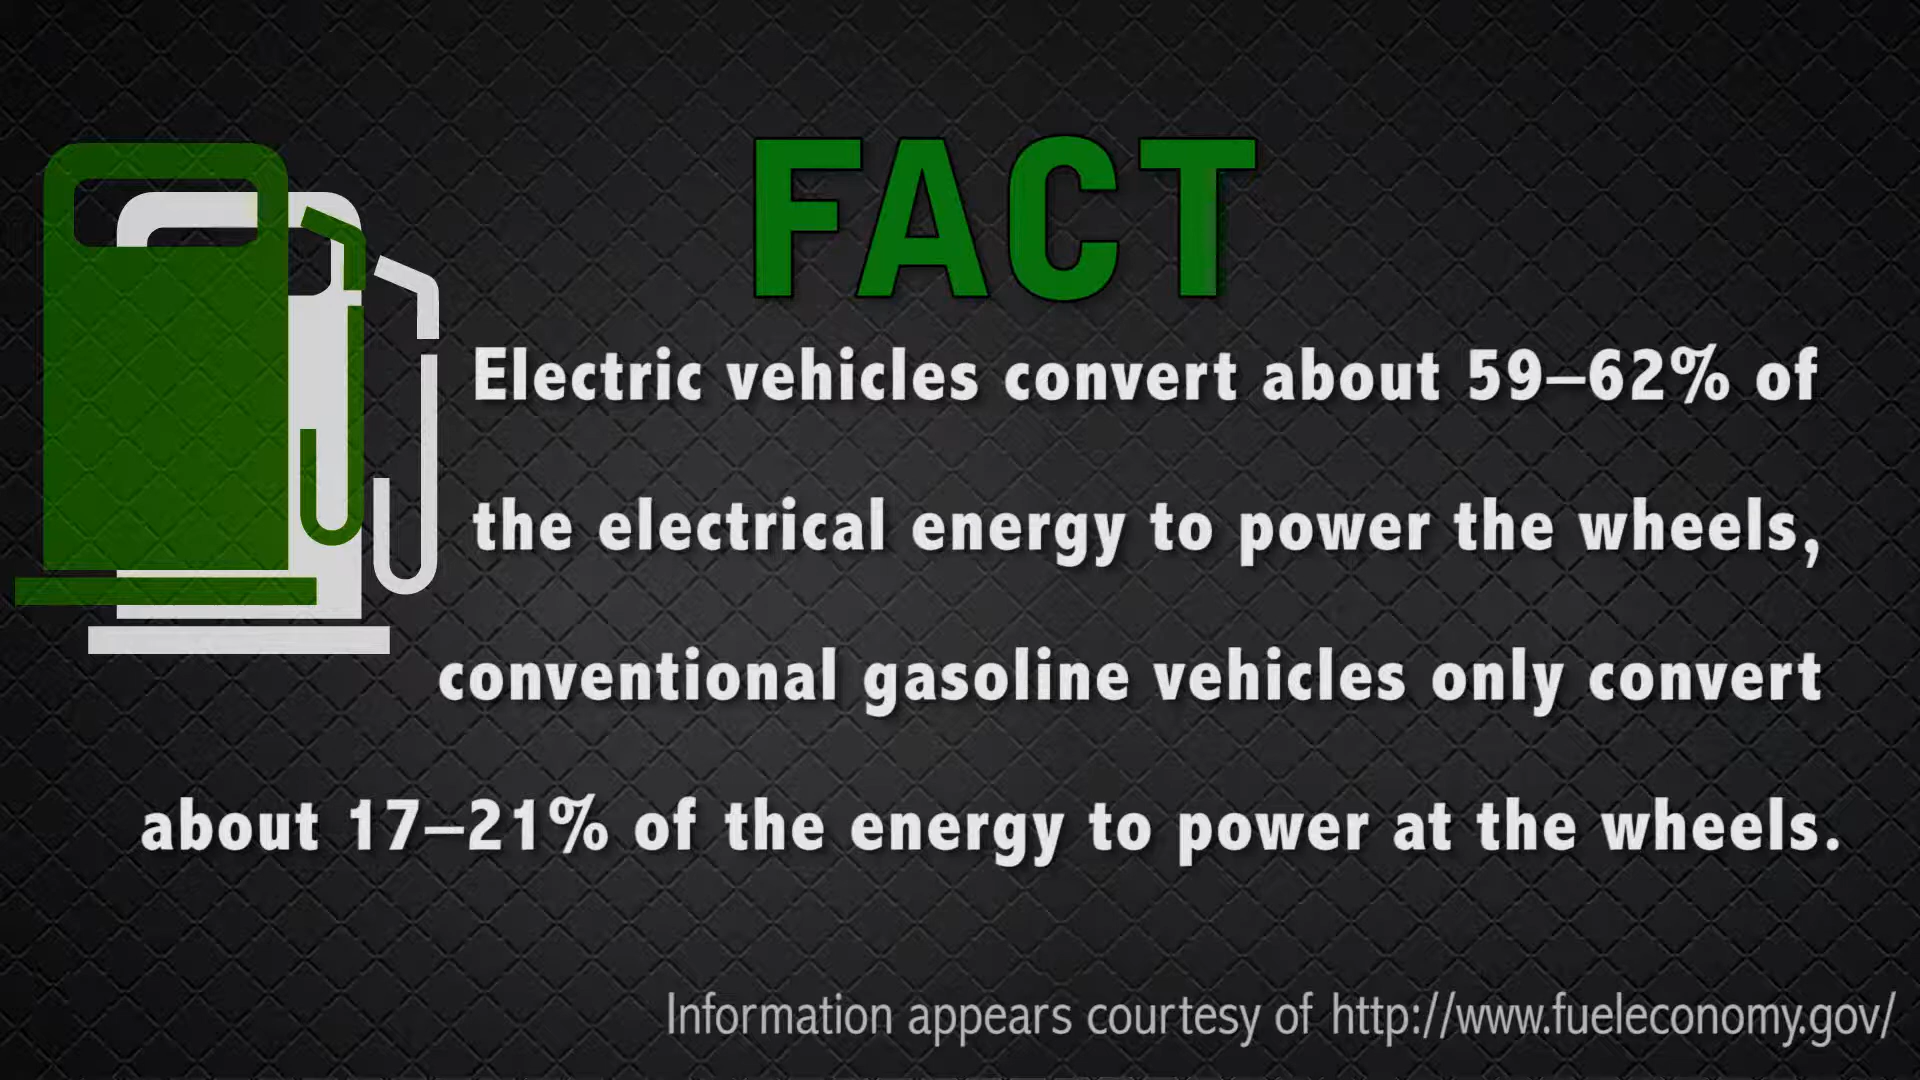 FACT
Electric vehicles convert about 59–62% of
the electrical energy to power the wheels,
conventional gasoline vehicles only convert
about 17–21% of the energy to power at the wheels.
Information appears courtesy of http://www.fueleconomy.gov/